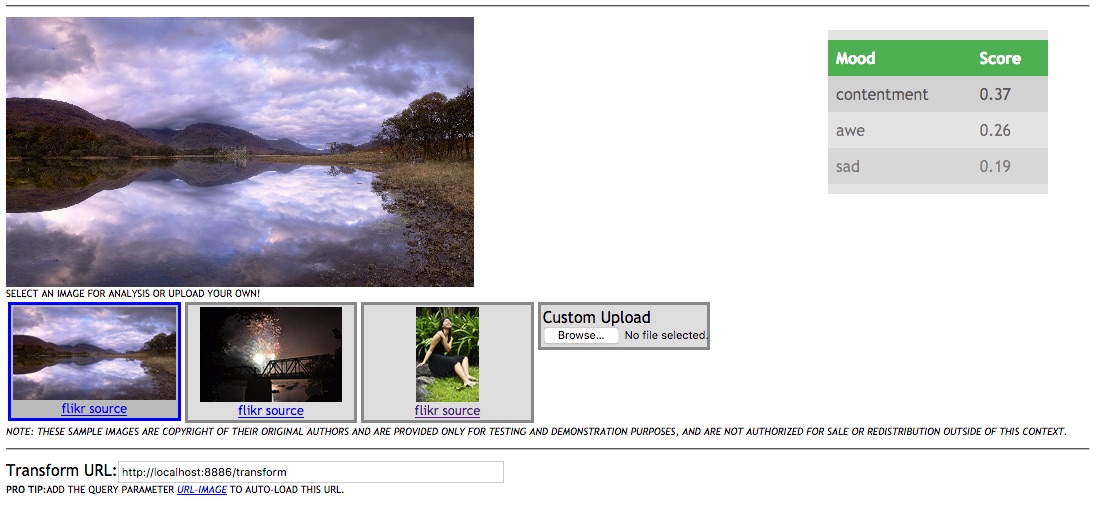 Mood Score
contentment 0.37
awe 0.26
sad 0.19
SELECT AN IMAGE FOR ANALYSIS OR UPLOAD YOUR OWN!
flikr source
flikr source
flikr source
Custom Upload
Browse... No file selected.
NOTE: THESE SAMPLE IMAGES ARE COPYRIGHT OF THEIR ORIGINAL AUTHORS AND ARE PROVIDED ONLY FOR TESTING AND DEMONSTRATION PURPOSES, AND ARE NOT AUTHORIZED FOR SALE OR REDISTRIBUTION OUTSIDE OF THIS CONTEXT.
Transform URL: http://localhost:8886/transform
PRO TIP:ADD THE QUERY PARAMETER URL-IMAGE TO AUTO-LOAD THIS URL.